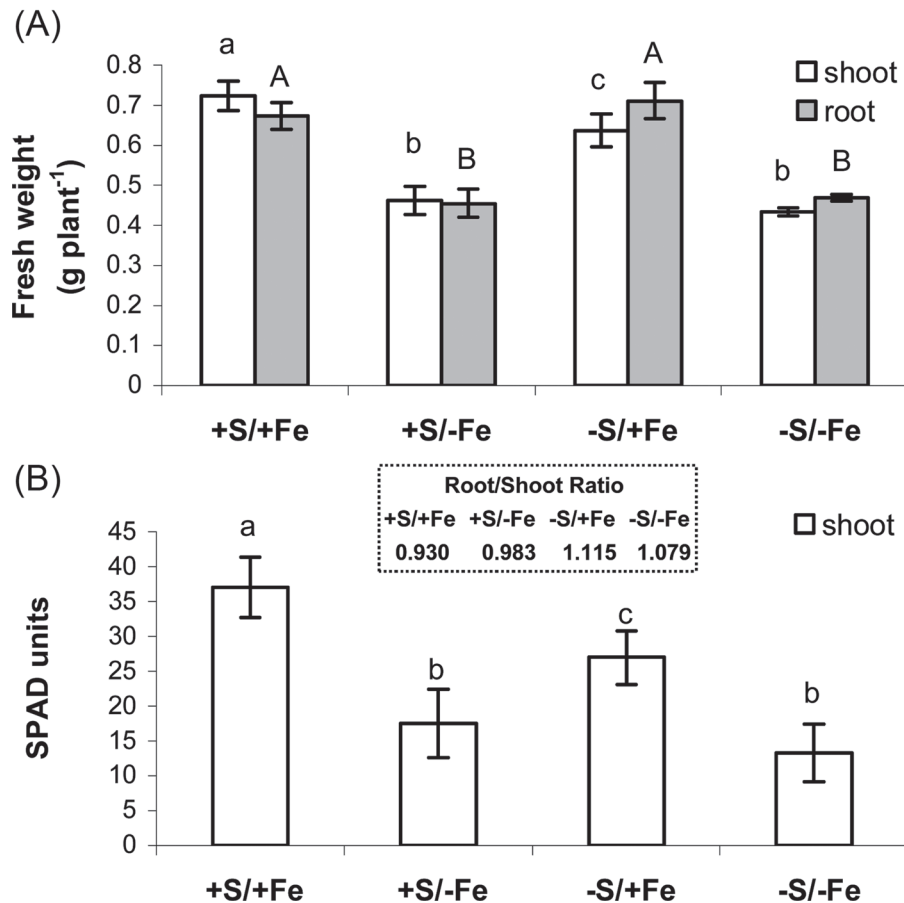 (A)
a
A
b
B
c
A
b
B
shoot
root
0.8
0.7
0.6
0.5
0.4
0.3
0.2
0.1
0
Fresh weight
(g plant⁻¹)
+S/+Fe +S/-Fe -S/+Fe -S/-Fe
(B)
Root/Shoot Ratio
+S/+Fe +S/-Fe -S/+Fe -S/-Fe
0.930 0.983 1.115 1.079
shoot
a
b
c
b
45
40
35
30
25
20
15
10
5
0
SPAD units
+S/+Fe +S/-Fe -S/+Fe -S/-Fe